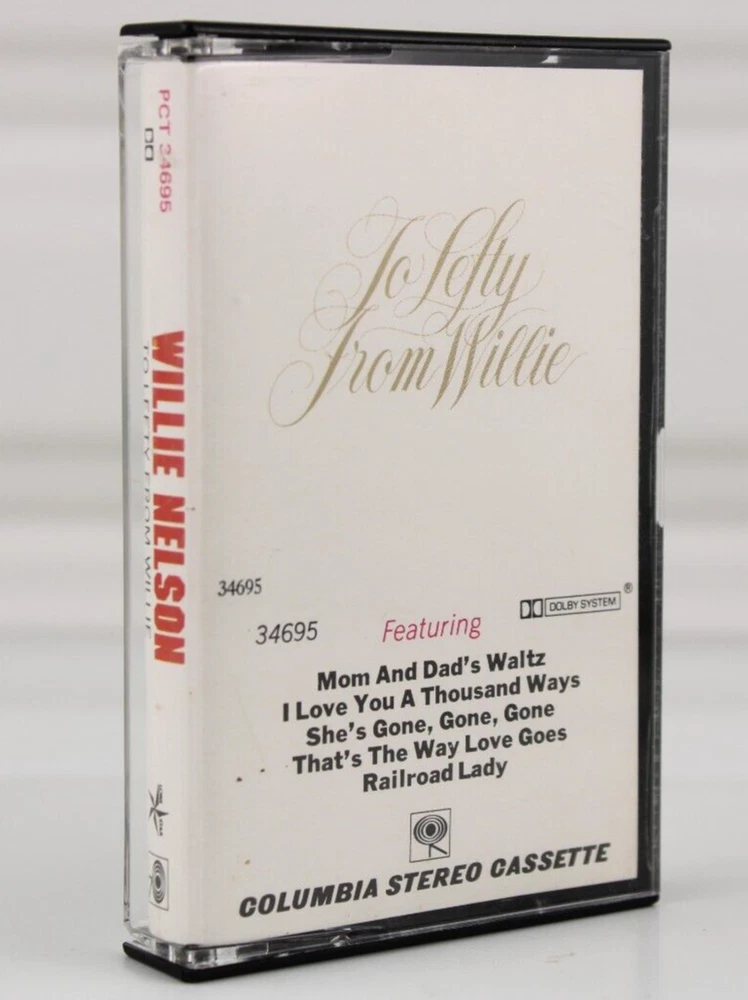 PCT 34695
WILLIE NELSON
TO LEFTY FROM WILLIE
LONE STAR
To Lefty
From Willie
34695
34695
Featuring
DOLBY SYSTEM ®
Mom And Dad's Waltz
I Love You A Thousand Ways
She's Gone, Gone, Gone
That's The Way Love Goes
Railroad Lady
COLUMBIA STEREO CASSETTE